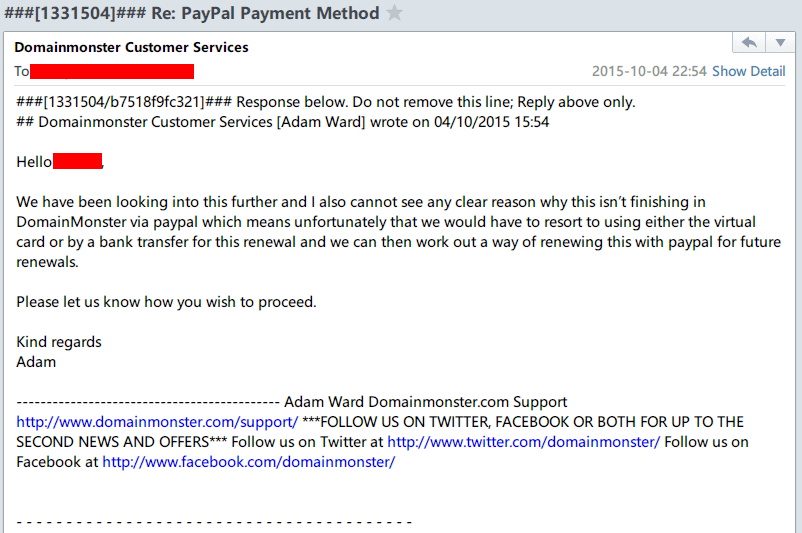 ###[1331504]### Re: PayPal Payment Method
Domainmonster Customer Services
To
2015-10-04 22:54 Show Detail
###[1331504/b7518f9fc321]### Response below. Do not remove this line; Reply above only.
## Domainmonster Customer Services [Adam Ward] wrote on 04/10/2015 15:54
Hello ,
We have been looking into this further and I also cannot see any clear reason why this isn't finishing in
DomainMonster via paypal which means unfortunately that we would have to resort to using either the virtual
card or by a bank transfer for this renewal and we can then work out a way of renewing this with paypal for future
renewals.
Please let us know how you wish to proceed.
Kind regards
Adam
-------------------------------------------- Adam Ward Domainmonster.com Support
http://www.domainmonster.com/support/ ***FOLLOW US ON TWITTER, FACEBOOK OR BOTH FOR UP TO THE
SECOND NEWS AND OFFERS*** Follow us on Twitter at http://www.twitter.com/domainmonster/ Follow us on
Facebook at http://www.facebook.com/domainmonster/
- - - - - - - - - - - - - - - - - - - - - - - - - - - - - - - - - - - - - - - - -